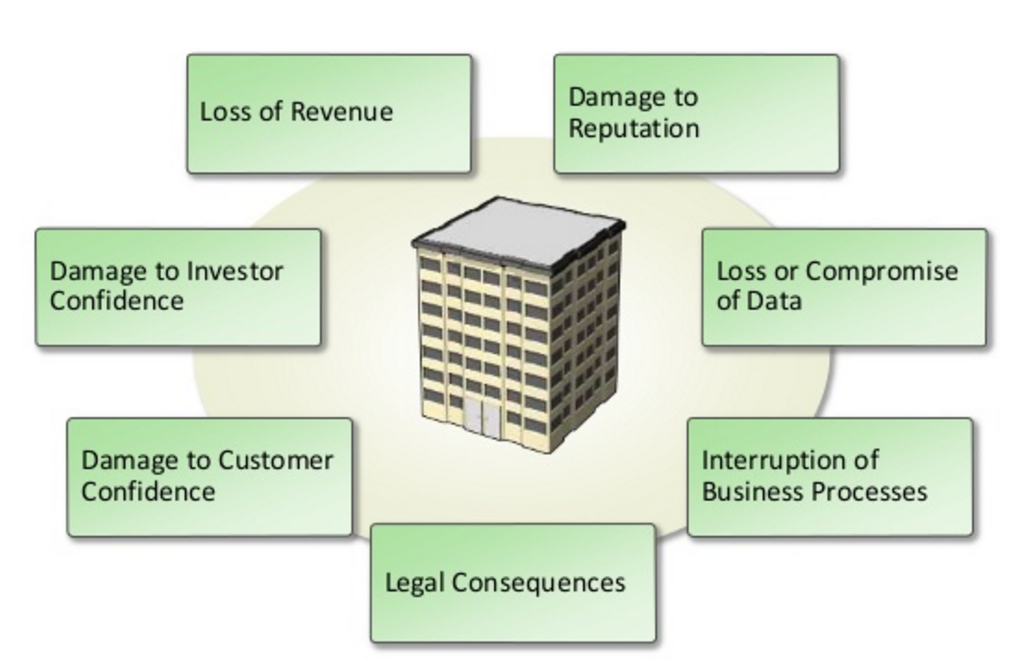 Loss of Revenue
Damage to
Reputation
Damage to Investor
Confidence
Loss or Compromise
of Data
Damage to Customer
Confidence
Interruption of
Business Processes
Legal Consequences